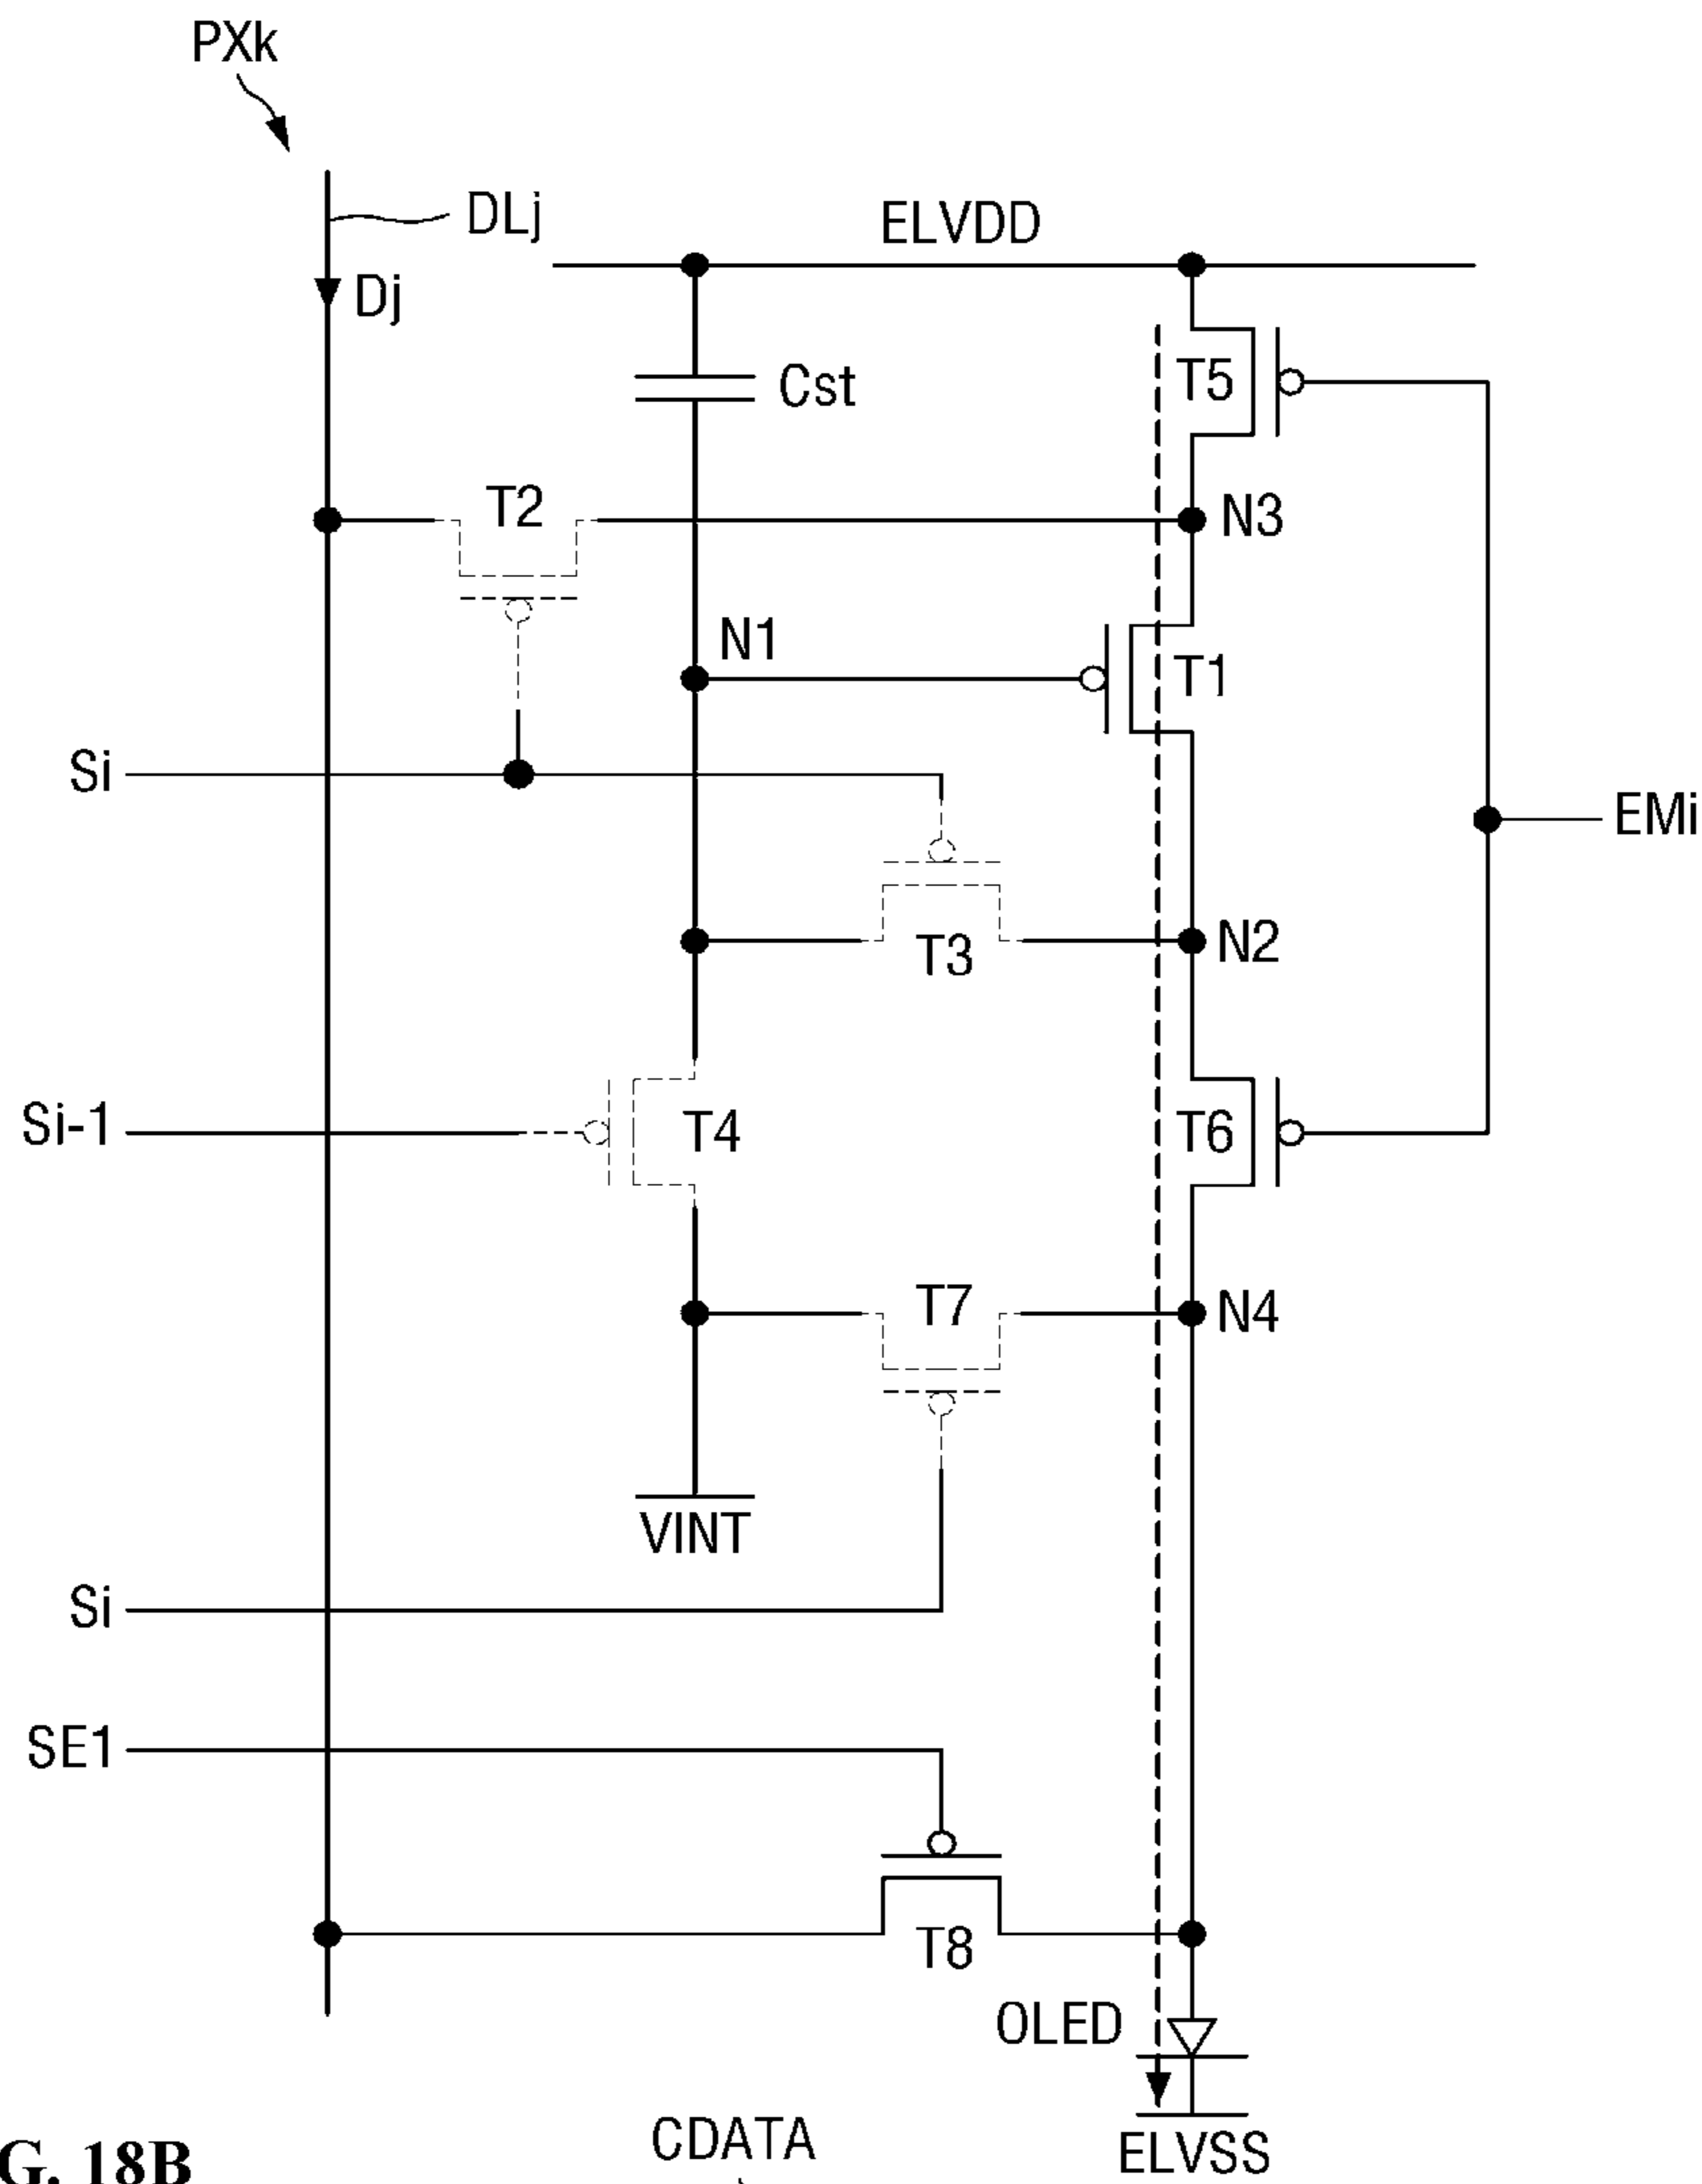 PXk
DLj
ELVDD
Dj
T5
Cst
T2
N3
N1
T1
Si
EMi
T3
N2
Si-1
T4
T6
T7
N4
VINT
Si
SE1
T8
OLED
CDATA
ELVSS
G. 18B